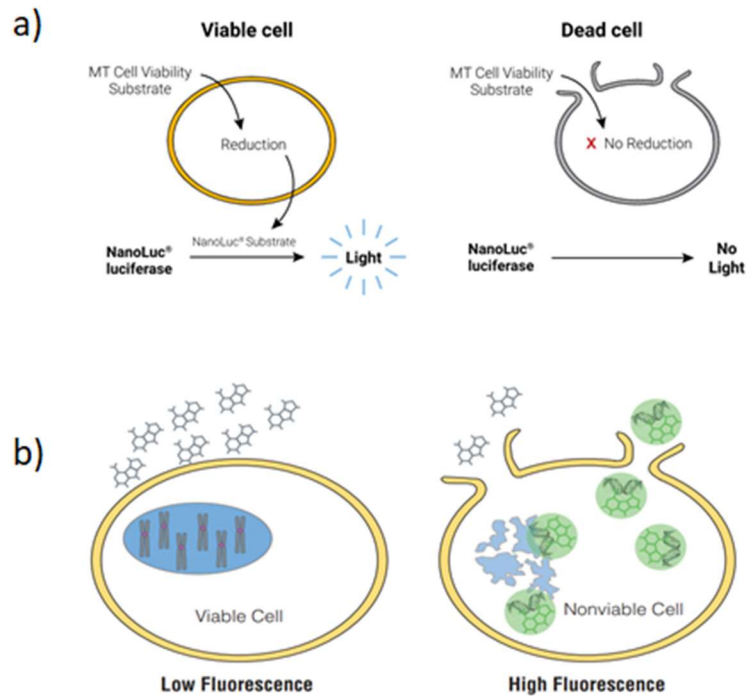 a)
Viable cell
Dead cell
MT Cell Viability
Substrate
Reduction
NanoLuc® Substrate
NanoLuc®
luciferase
Light
MT Cell Viability
Substrate
X No Reduction
NanoLuc®
luciferase
No
Light
b)
Viable Cell
Low Fluorescence
Nonviable Cell
High Fluorescence